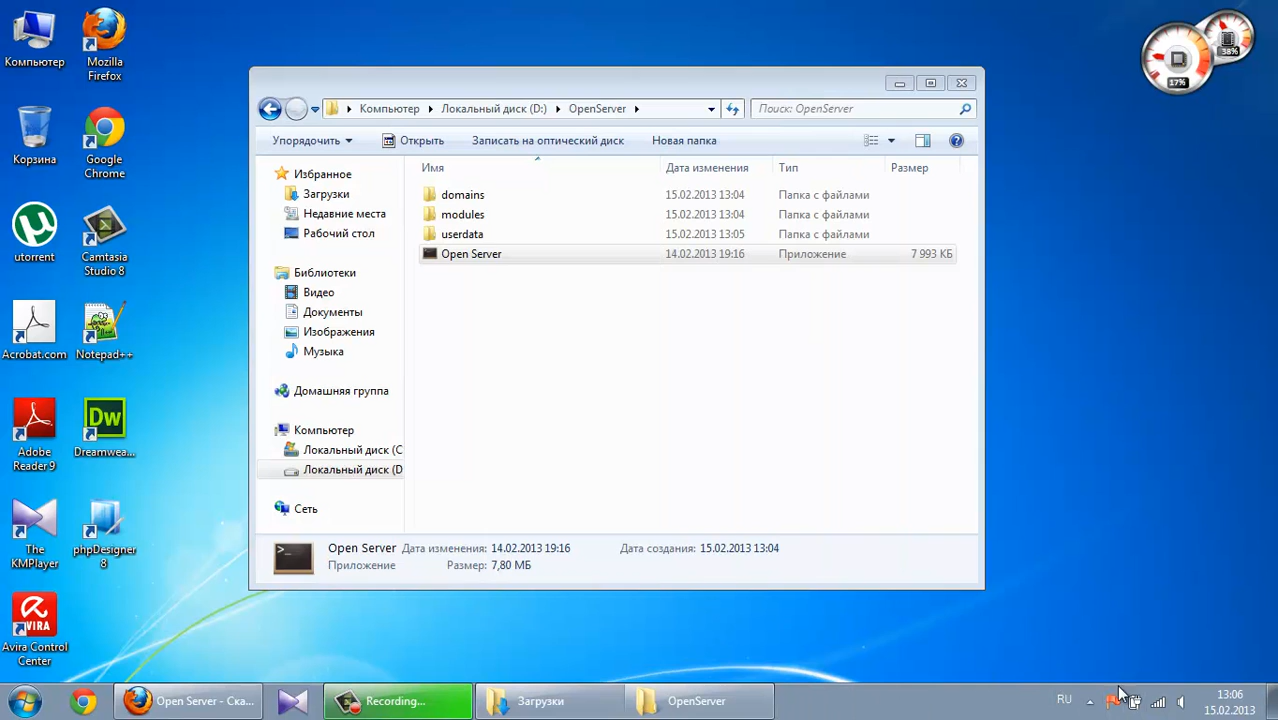 Компьютер
Mozilla
Firefox
Корзина
Google
Chrome
utorrent
Camtasia
Studio 8
Acrobat.com
Notepad++
Adobe
Reader 9
Dreamwea...
The
KMPlayer
phpDesigner
8
Avira Control
Center
17%
38%
Компьютер
Локальный диск (D:)
OpenServer
Поиск: OpenServer
Упорядочить
Открыть
Записать на оптический диск
Новая папка
Имя
Дата изменения
Тип
Размер
Избранное
Загрузки
Недавние места
Рабочий стол
Библиотеки
Видео
Документы
Изображения
Музыка
Домашняя группа
Компьютер
Локальный диск (C
Локальный диск (D
Сеть
domains 15.02.2013 13:04 Папка с файлами
modules 15.02.2013 13:04 Папка с файлами
userdata 15.02.2013 13:05 Папка с файлами
Open Server 14.02.2013 19:16 Приложение 7 993 КБ
Open Server Дата изменения: 14.02.2013 19:16 Дата создания: 15.02.2013 13:04
Приложение Размер: 7,80 МБ
Open Server - Ска...
Recording...
Загрузки
OpenServer
RU
13:06
15.02.2013